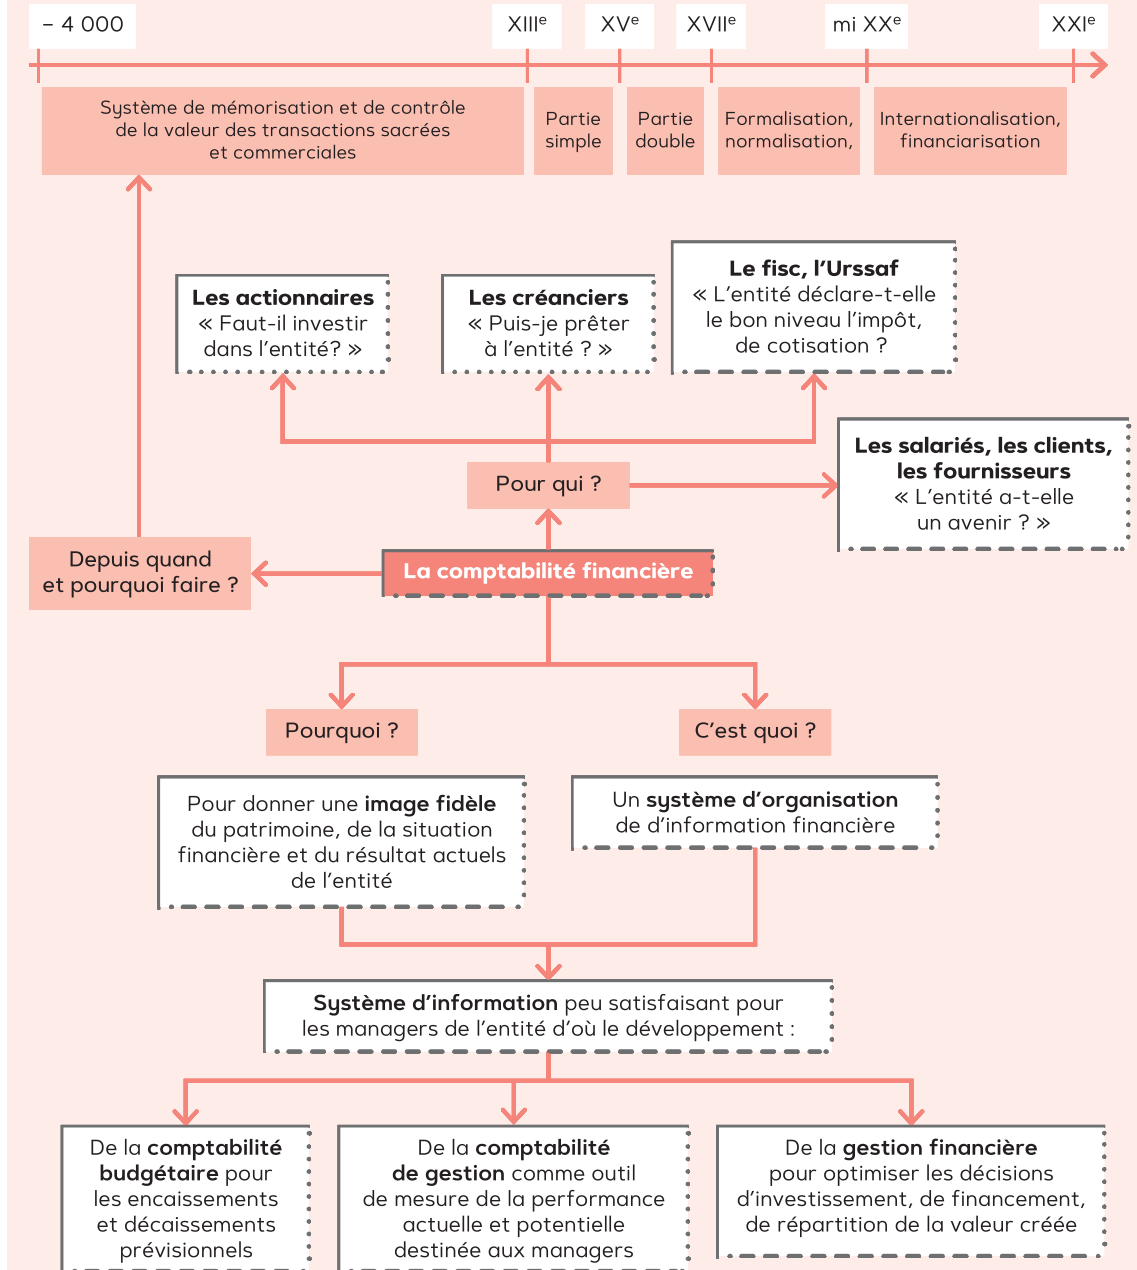 – 4 000
XIIIe
XVe
XVIIe
mi XXe
XXIe
Système de mémorisation et de contrôle
de la valeur des transactions sacrées
et commerciales
Partie
simple
Partie
double
Formalisation,
normalisation,
Internationalisation,
financiarisation
Les actionnaires
« Faut-il investir
dans l’entité? »
Les créanciers
« Puis-je prêter
à l’entité ? »
Le fisc, l’Urssaf
« L’entité déclare-t-elle
le bon niveau l’impôt,
de cotisation ?
Les salariés, les clients,
les fournisseurs
« L’entité a-t-elle
un avenir ? »
Pour qui ?
Depuis quand
et pourquoi faire ?
La comptabilité financière
Pourquoi ?
C’est quoi ?
Pour donner une image fidèle
du patrimoine, de la situation
financière et du résultat actuels
de l’entité
Un système d’organisation
de d’information financière
Système d’information peu satisfaisant pour
les managers de l’entité d’où le développement :
De la comptabilité
budgétaire pour
les encaissements
et décaissements
prévisionnels
De la comptabilité
de gestion comme outil
de mesure de la performance
actuelle et potentielle
destinée aux managers
De la gestion financière
pour optimiser les décisions
d’investissement, de financement,
de répartition de la valeur créée